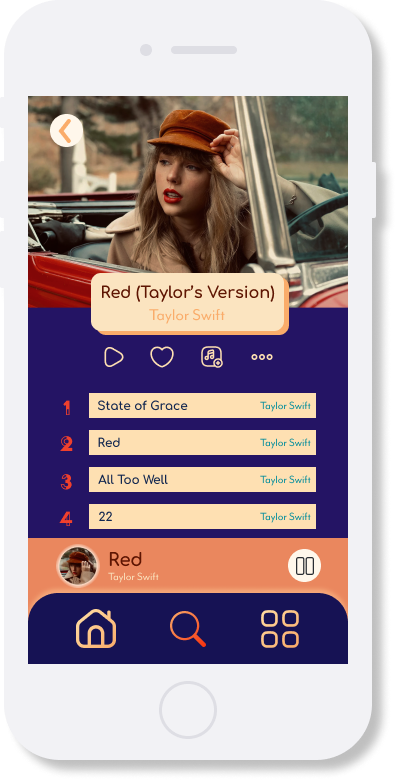 Red (Taylor's Version)
Taylor Swift
1 State of Grace Taylor Swift
2 Red Taylor Swift
3 All Too Well Taylor Swift
4 22 Taylor Swift
Red
Taylor Swift